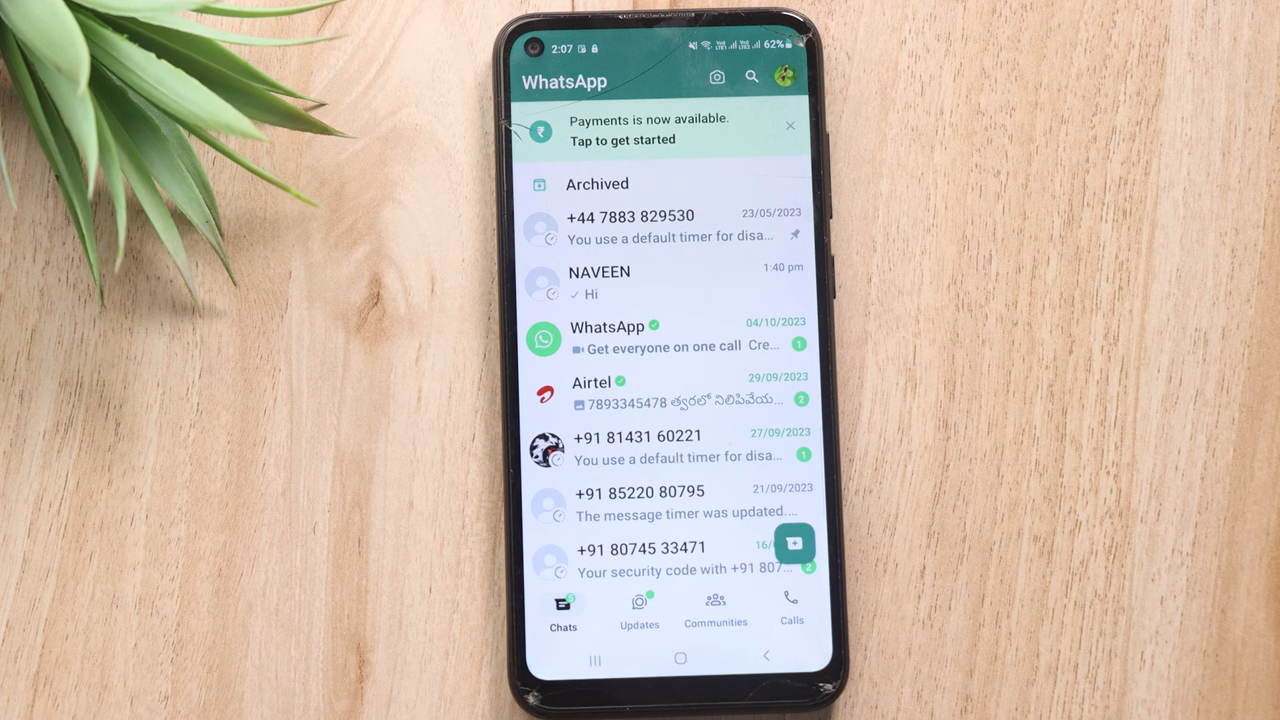 2:07 62%
WhatsApp
Payments is now available.
Tap to get started
Archived
+44 7883 829530 23/05/2023
You use a default timer for disa...
NAVEEN 1:40 pm
Hi
WhatsApp 04/10/2023
Get everyone on one call Cre... 1
Airtel 29/09/2023
7893345478 త్వరలో నిలిపివేయ... 2
+91 81431 60221 27/09/2023
You use a default timer for disa... 1
+91 85220 80795 21/09/2023
The message timer was updated....
+91 80745 33471 16/
Your security code with +91 807... 2
5
Chats Updates Communities Calls